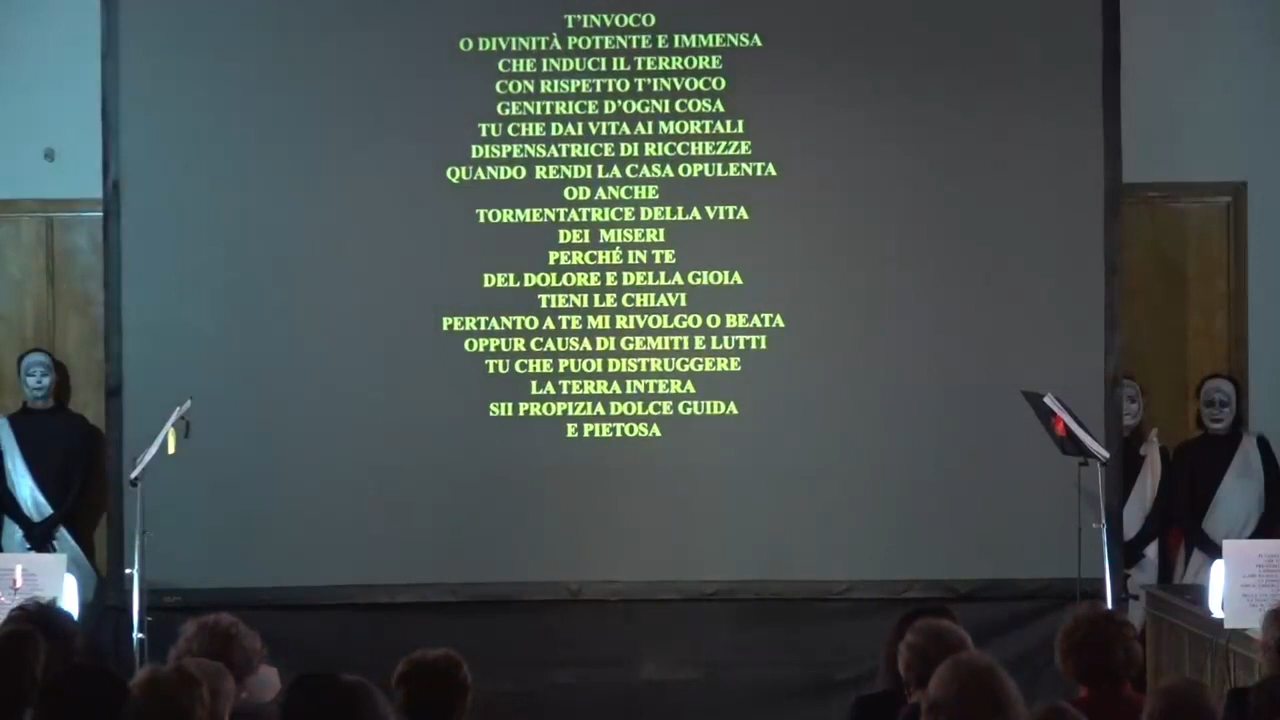 T'INVOCO
O DIVINITÀ POTENTE E IMMENSA
CHE INDUCI IL TERRORE
CON RISPETTO T'INVOCO
GENITRICE D'OGNI COSA
TU CHE DAI VITA AI MORTALI
DISPENSATRICE DI RICCHEZZE
QUANDO RENDI LA CASA OPULENTA
OD ANCHE
TORMENTATRICE DELLA VITA
DEI MISERI
PERCHÉ IN TE
DEL DOLORE E DELLA GIOIA
TIENI LE CHIAVI
PERTANTO A TE MI RIVOLGO O BEATA
OPPUR CAUSA DI GEMITI E LUTTI
TU CHE PUOI DISTRUGGERE
LA TERRA INTERA
SII PROPIZIA DOLCE GUIDA
E PIETOSA